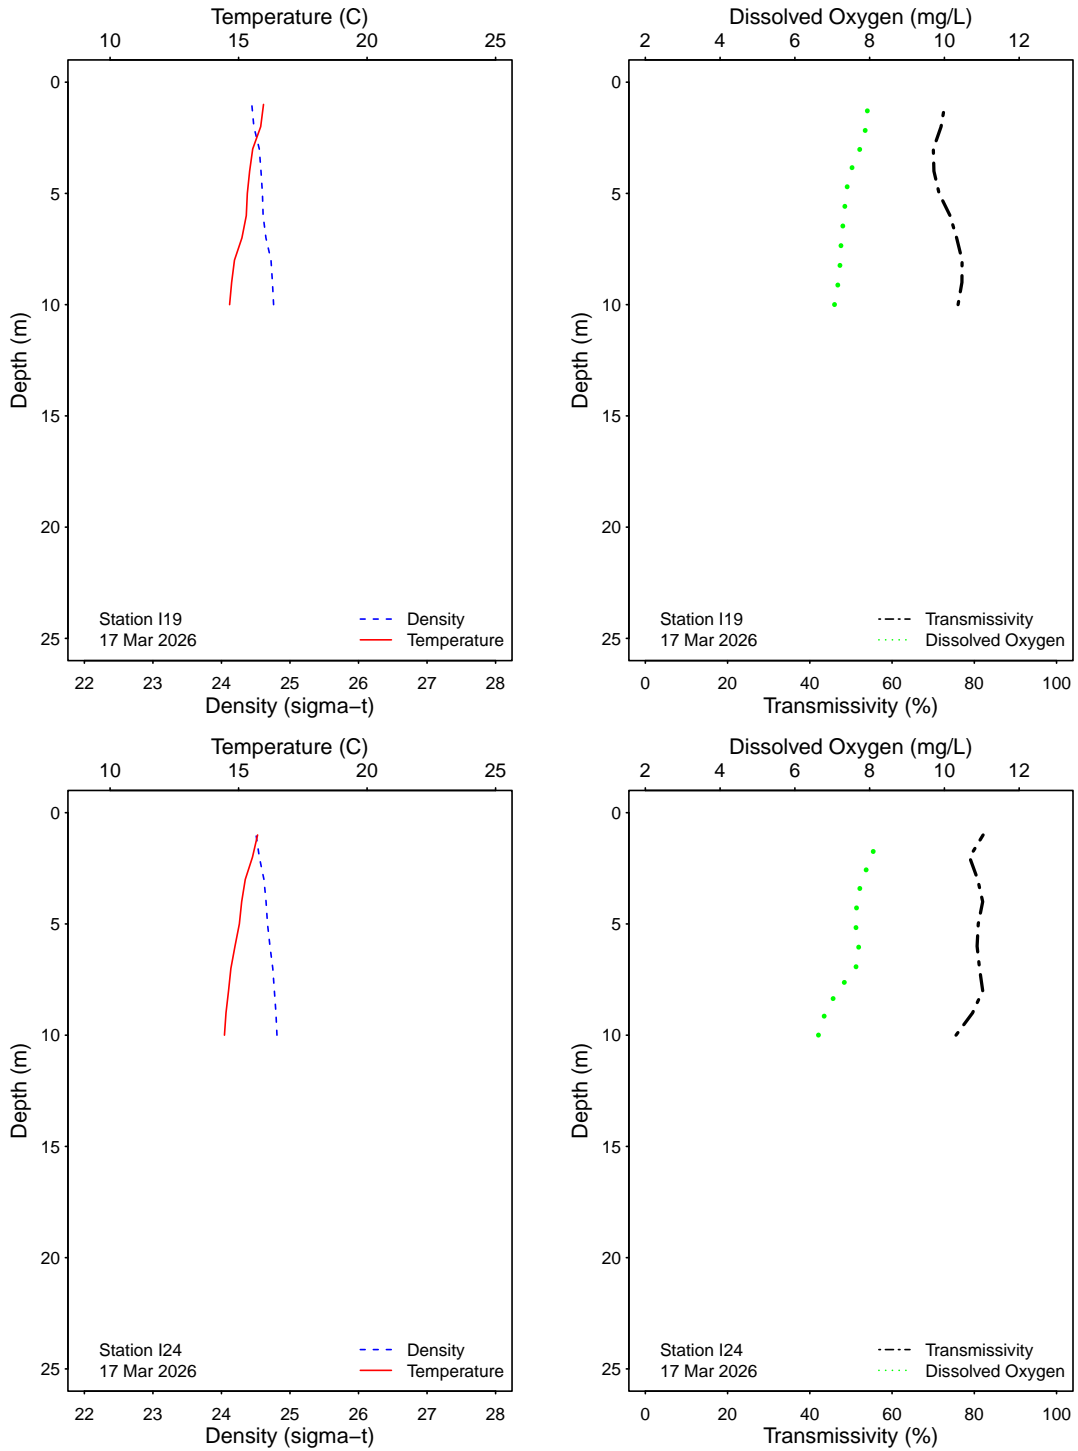 Temperature (C)
10 15 20 25
0
5
10
15
20
25
Depth (m)
Station I19
17 Mar 2026
Density
Temperature
22 23 24 25 26 27 28
Density (sigma−t)
Dissolved Oxygen (mg/L)
2 4 6 8 10 12
0
5
10
15
20
25
Depth (m)
Station I19
17 Mar 2026
Transmissivity
Dissolved Oxygen
0 20 40 60 80 100
Transmissivity (%)
Temperature (C)
10 15 20 25
0
5
10
15
20
25
Depth (m)
Station I24
17 Mar 2026
Density
Temperature
22 23 24 25 26 27 28
Density (sigma−t)
Dissolved Oxygen (mg/L)
2 4 6 8 10 12
0
5
10
15
20
25
Depth (m)
Station I24
17 Mar 2026
Transmissivity
Dissolved Oxygen
0 20 40 60 80 100
Transmissivity (%)